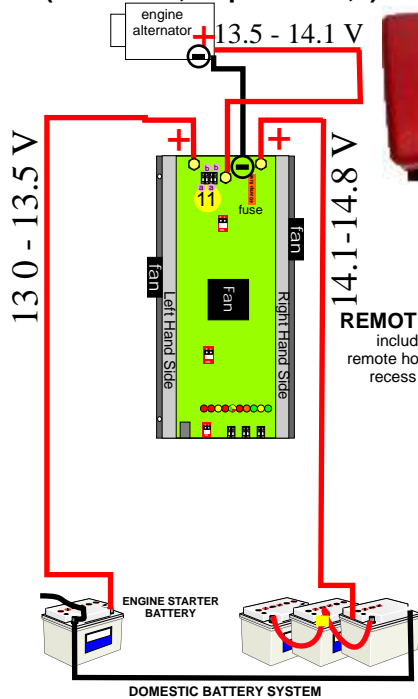 engine
alternator
+
13.5 - 14.1 V
13 0 - 13.5 V
+
+
14.1-14.8 V
b b
a a
11
fuse
fan
fan
Fan
Left Hand Side
Right Hand Side
REMOT
includ
remote ho
recess
ENGINE STARTER
BATTERY
DOMESTIC BATTERY SYSTEM